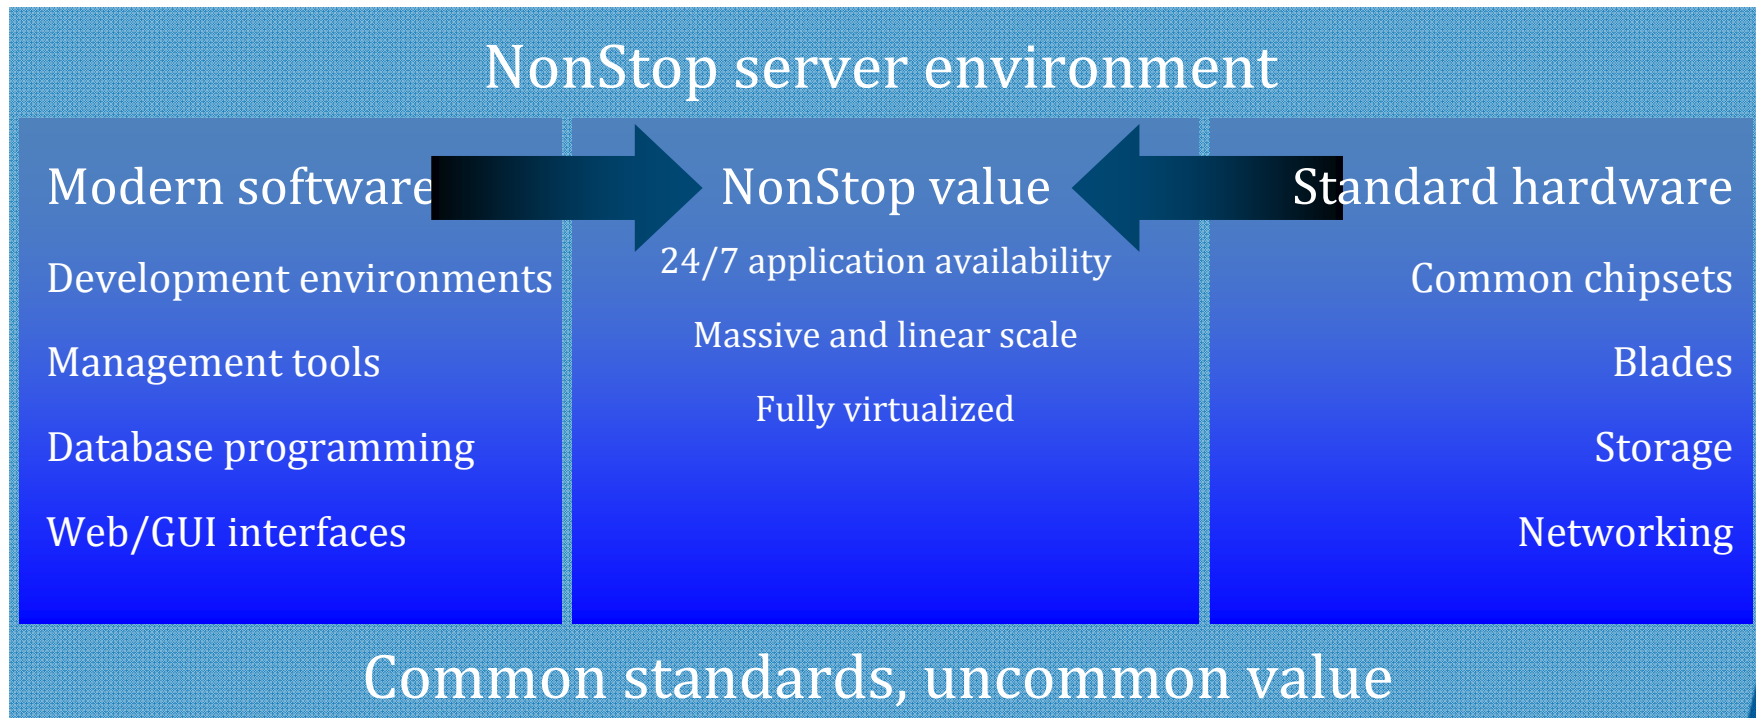 NonStop server environment
Modern software
Development environments
Management tools
Database programming
Web/GUI interfaces
NonStop value
24/7 application availability
Massive and linear scale
Fully virtualized
Standard hardware
Common chipsets
Blades
Storage
Networking
Common standards, uncommon value